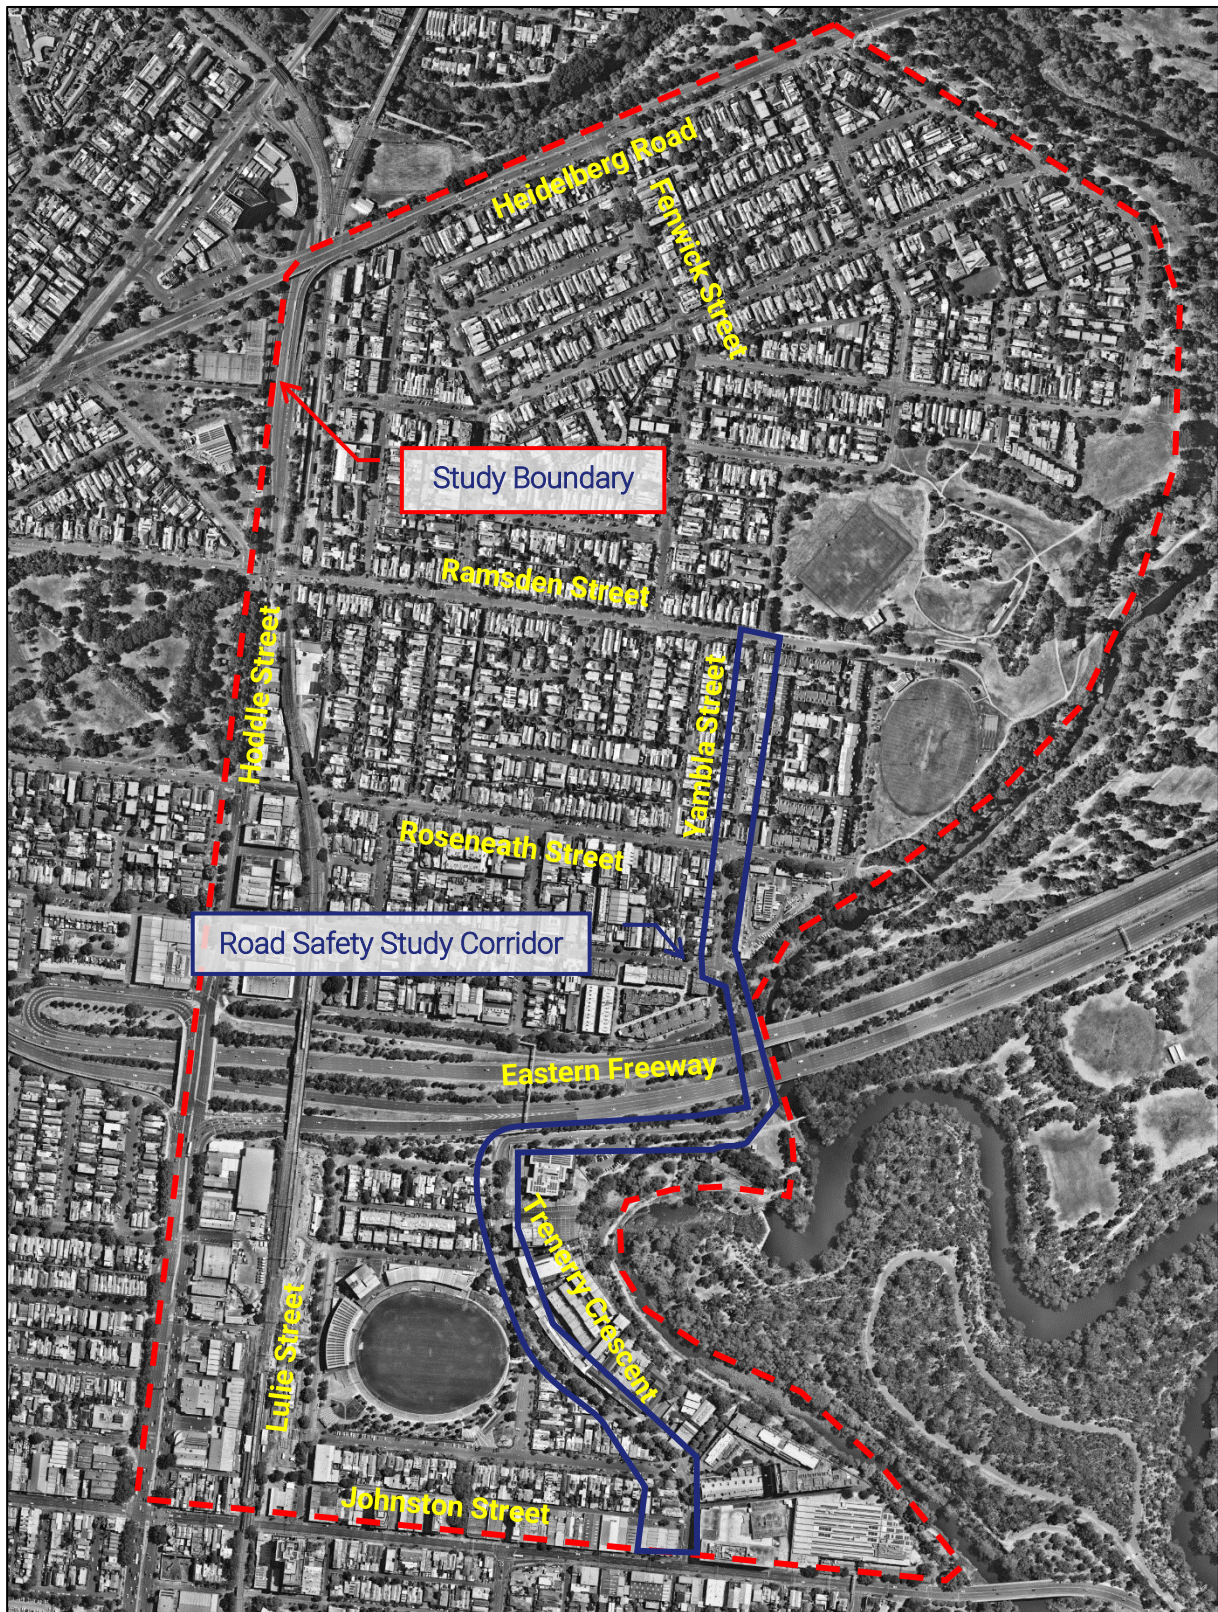 Heidelberg Road
Fenwick Street
Study Boundary
Ramsden Street
Hoddle Street
Yambla Street
Roseneath Street
Road Safety Study Corridor
Eastern Freeway
Trenerry Crescent
Lulie Street
Johnston Street